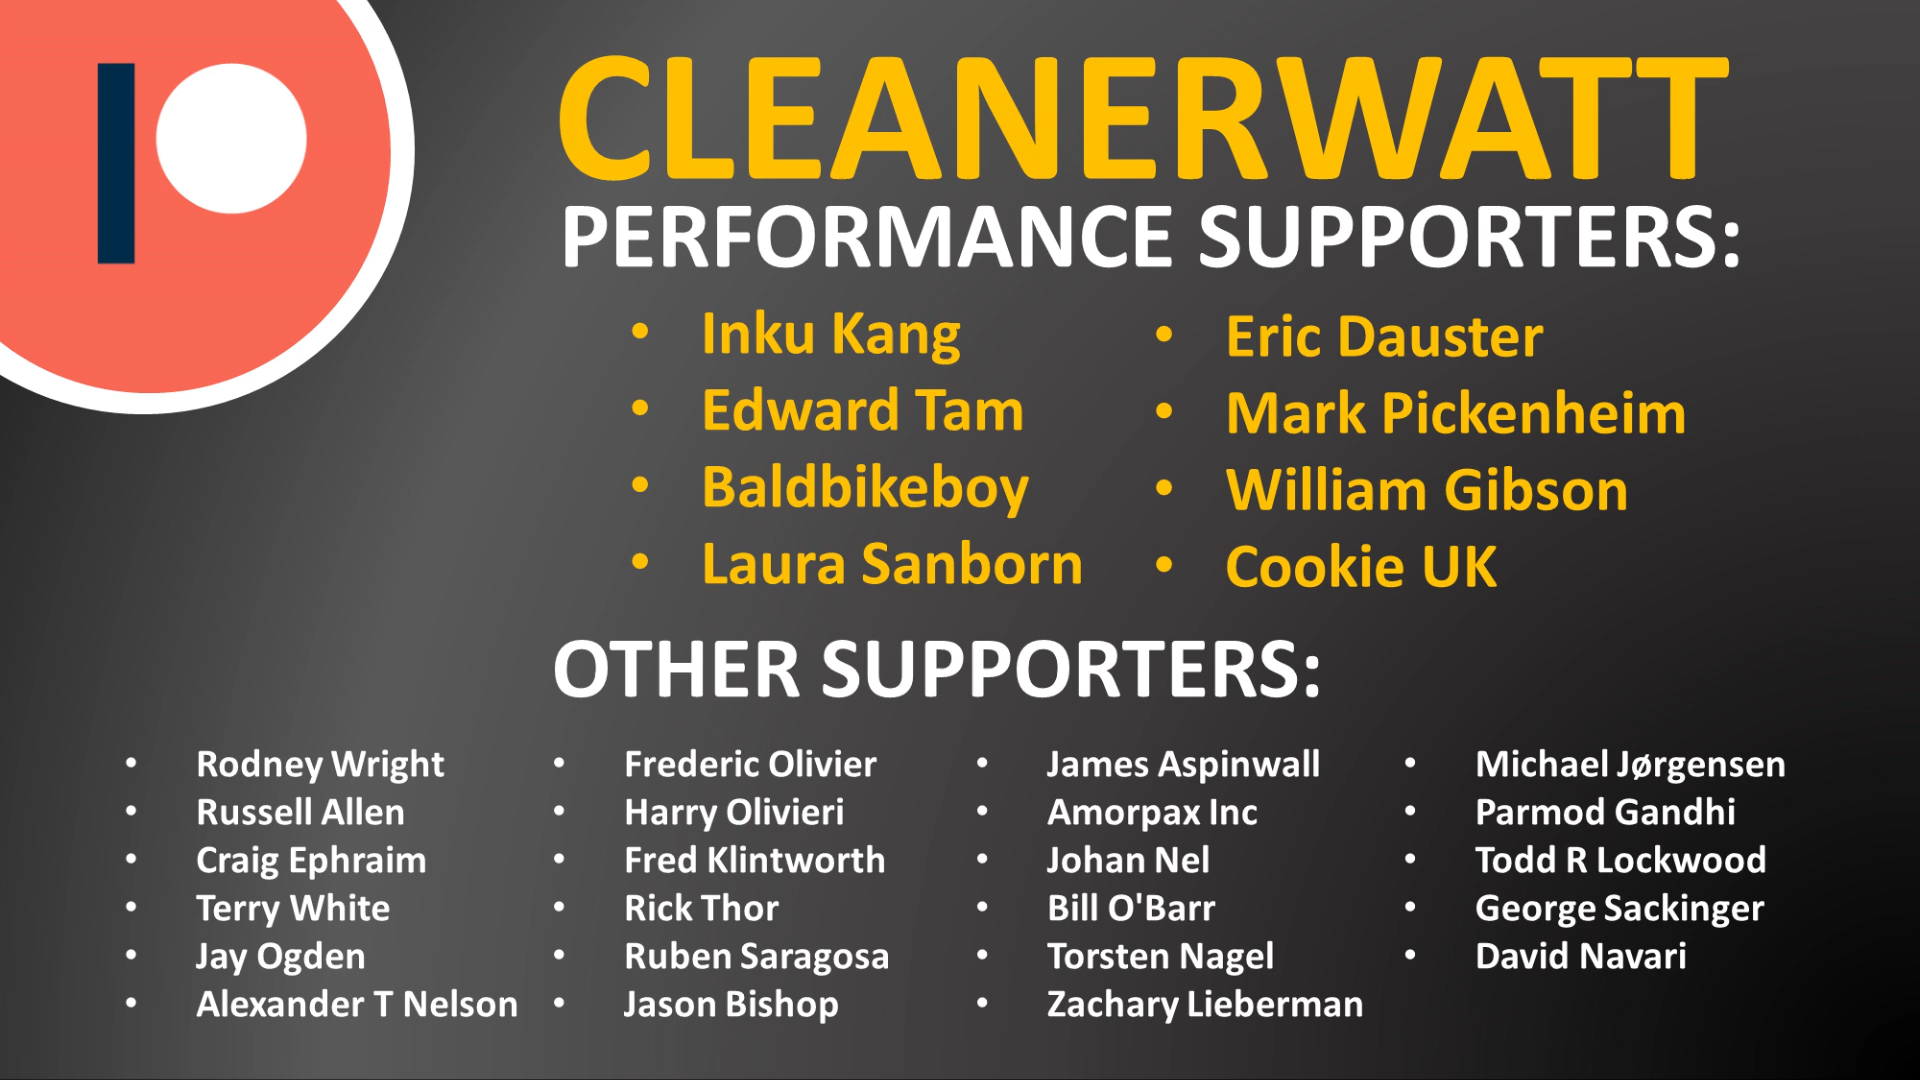 CLEANERWATT
PERFORMANCE SUPPORTERS:
• Inku Kang
• Edward Tam
• Baldbikeboy
• Laura Sanborn
• Eric Dauster
• Mark Pickenheim
• William Gibson
• Cookie UK
OTHER SUPPORTERS:
• Rodney Wright
• Russell Allen
• Craig Ephraim
• Terry White
• Jay Ogden
• Alexander T Nelson
• Frederic Olivier
• Harry Olivieri
• Fred Klintworth
• Rick Thor
• Ruben Saragosa
• Jason Bishop
• James Aspinwall
• Amorpax Inc
• Johan Nel
• Bill O'Barr
• Torsten Nagel
• Zachary Lieberman
• Michael Jørgensen
• Parmod Gandhi
• Todd R Lockwood
• George Sackinger
• David Navari